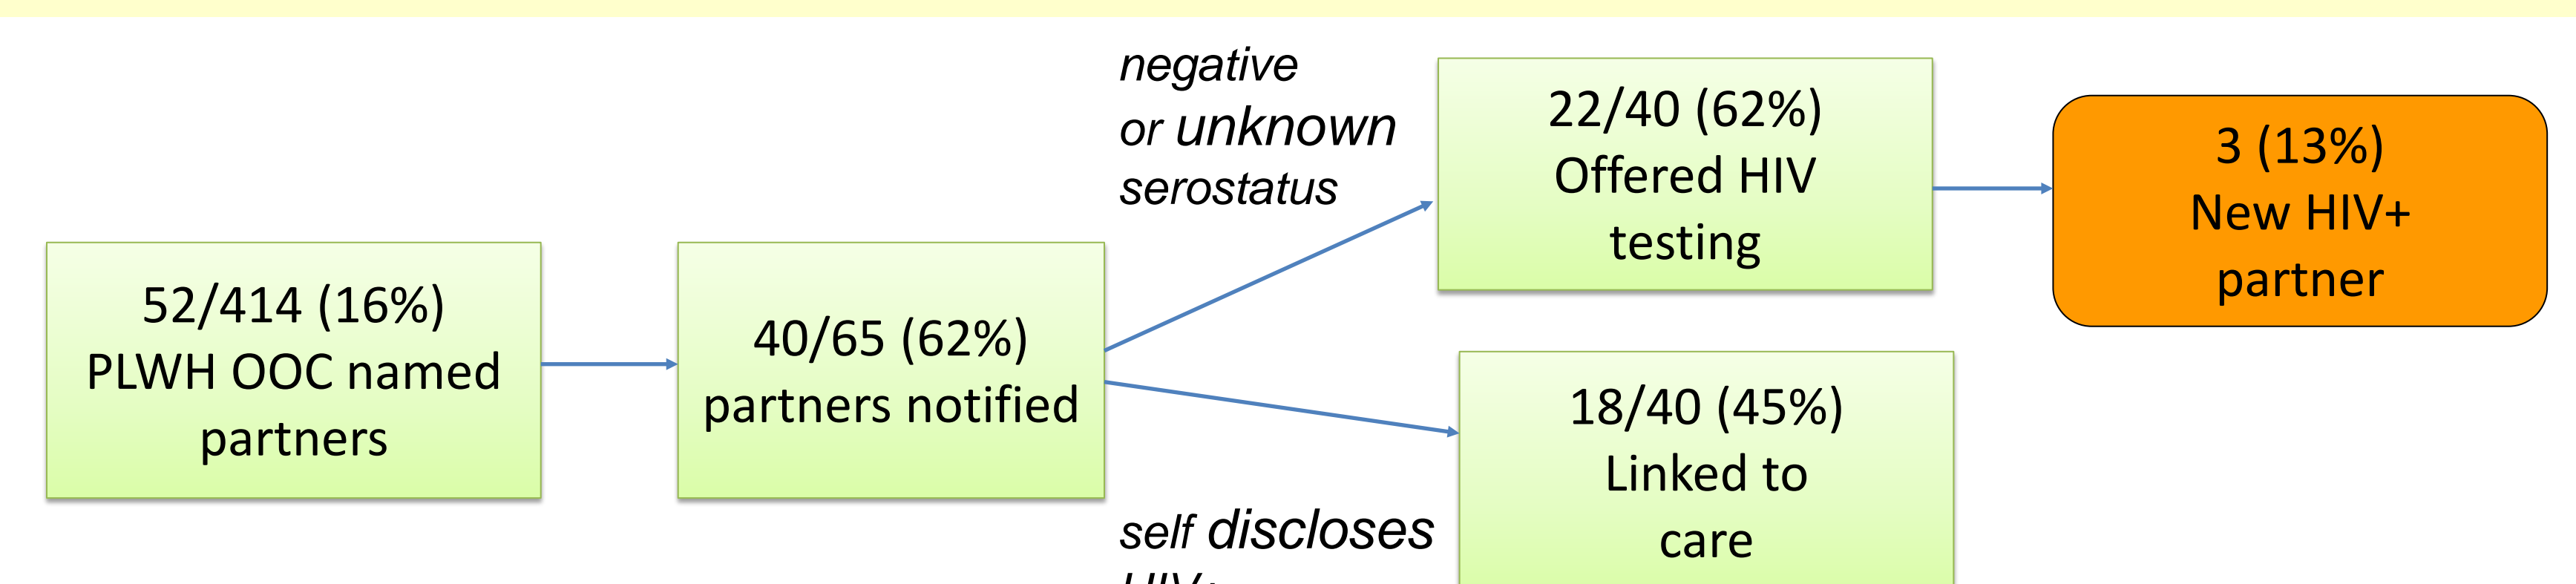 52/414 (16%)
PLWH OOC named
partners
40/65 (62%)
partners notified
negative
or unknown
serostatus
22/40 (62%)
Offered HIV
testing
3 (13%)
New HIV+
partner
self discloses
HIV+
18/40 (45%)
Linked to
care